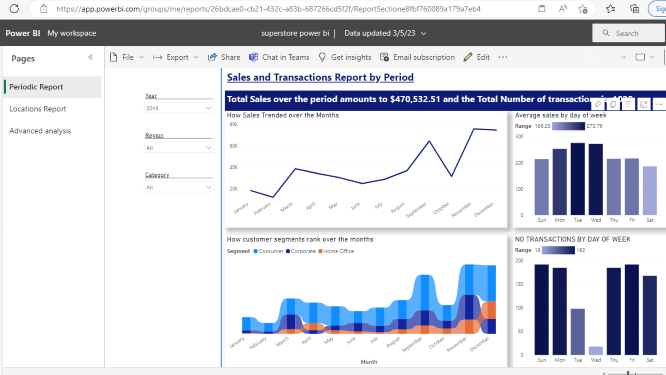 https://app.powerbi.com/groups/me/reports/26bdcae0-cb21-432c-a83b-687266cd5f2f/ReportSectione8fbf760089a179a7eb4
Power BI My workspace
superstore power bi | Data updated 3/5/23
Search
Pages
File
Export
Share
Chat in Teams
Get insights
Email subscription
Edit
Periodic Report
Locations Report
Advanced analysis
Year
2015
Region
All
Category
All
Sales and Transactions Report by Period
Total Sales over the period amounts to $470,532.51 and the Total Number of transactions is
How Sales Trended over the Months
80K
60K
40K
20K
January February March April May June July August September October November December
Average sales by day of week
Range 186.25 275.76
300
200
100
0
Sun Mon Tue Wed Thu Fri Sat
How customer segments rank over the months
Segment Consumer Corporate Home Office
January February March April May June July August September October November December
Month
NO TRANSACTIONS BY DAY OF WEEK
Range 18 192
200
150
100
50
0
Sun Mon Tue Wed Thu Fri Sat